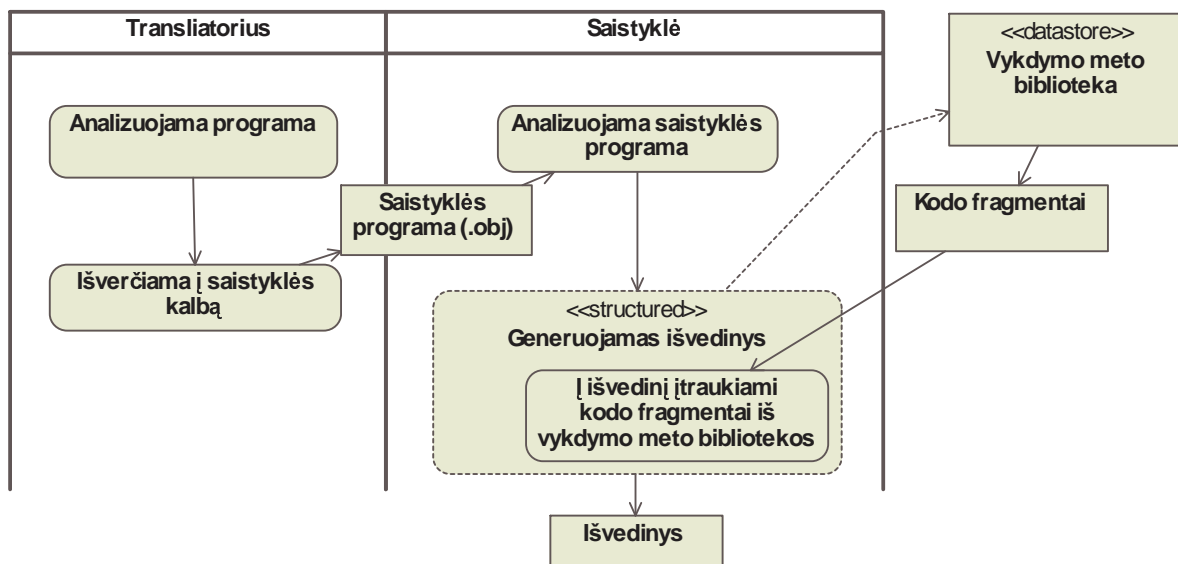 Transliatorius
Saistyklė
<<datastore>>
Vykdymo meto
biblioteka
Analizuojama programa
Analizuojama saistyklės
programa
Saistyklės
programa (.obj)
Kodo fragmentai
Išverčiama į saistyklės
kalbą
<<structured>>
Generuojamas išvedinys
Į išvedinį įtraukiami
kodo fragmentai iš
vykdymo meto bibliotekos
Išvedinys